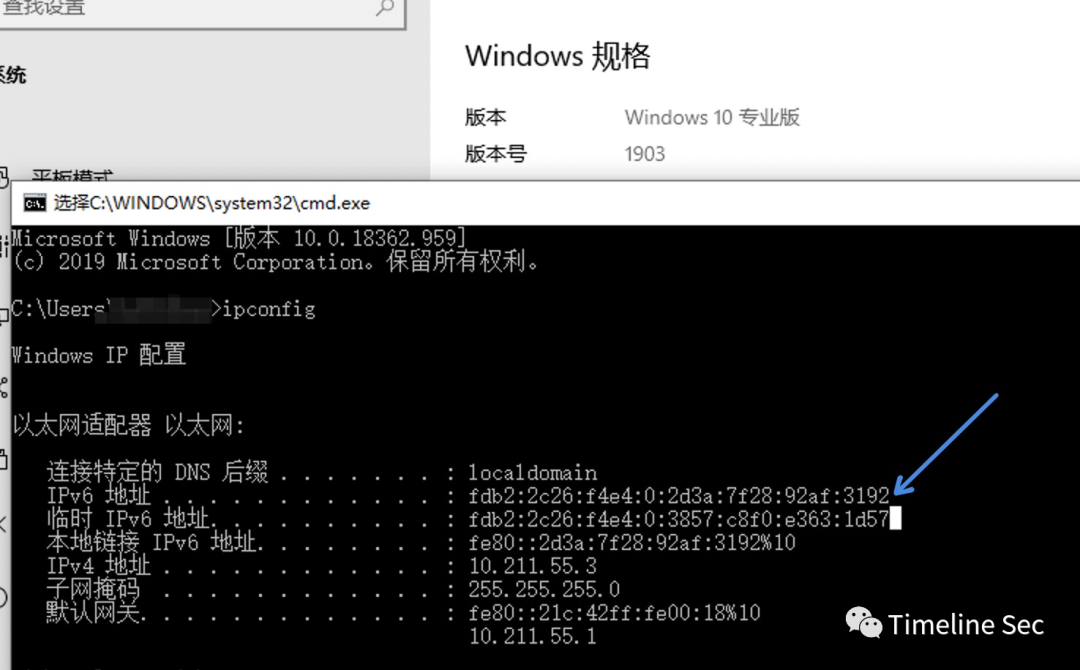 查找设置
系统
Windows 规格
版本 Windows 10 专业版
版本号 1903
平板模式
选择C:\WINDOWS\system32\cmd.exe
Microsoft Windows [版本 10.0.18362.959]
(c) 2019 Microsoft Corporation。保留所有权利。
C:\Users\ >ipconfig
Windows IP 配置
以太网适配器 以太网:
连接特定的 DNS 后缀 . . . . . . . : localdomain
IPv6 地址 . . . . . . . . . . . . : fdb2:2c26:f4e4:0:2d3a:7f28:92af:3192
临时 IPv6 地址. . . . . . . . . . : fdb2:2c26:f4e4:0:3857:c8f0:e363:1d57
本地链接 IPv6 地址. . . . . . . . : fe80::2d3a:7f28:92af:3192%10
IPv4 地址 . . . . . . . . . . . . : 10.211.55.3
子网掩码 . . . . . . . . . . . . : 255.255.255.0
默认网关. . . . . . . . . . . . . : fe80::21c:42ff:fe00:18%10
10.211.55.1
Timeline Sec